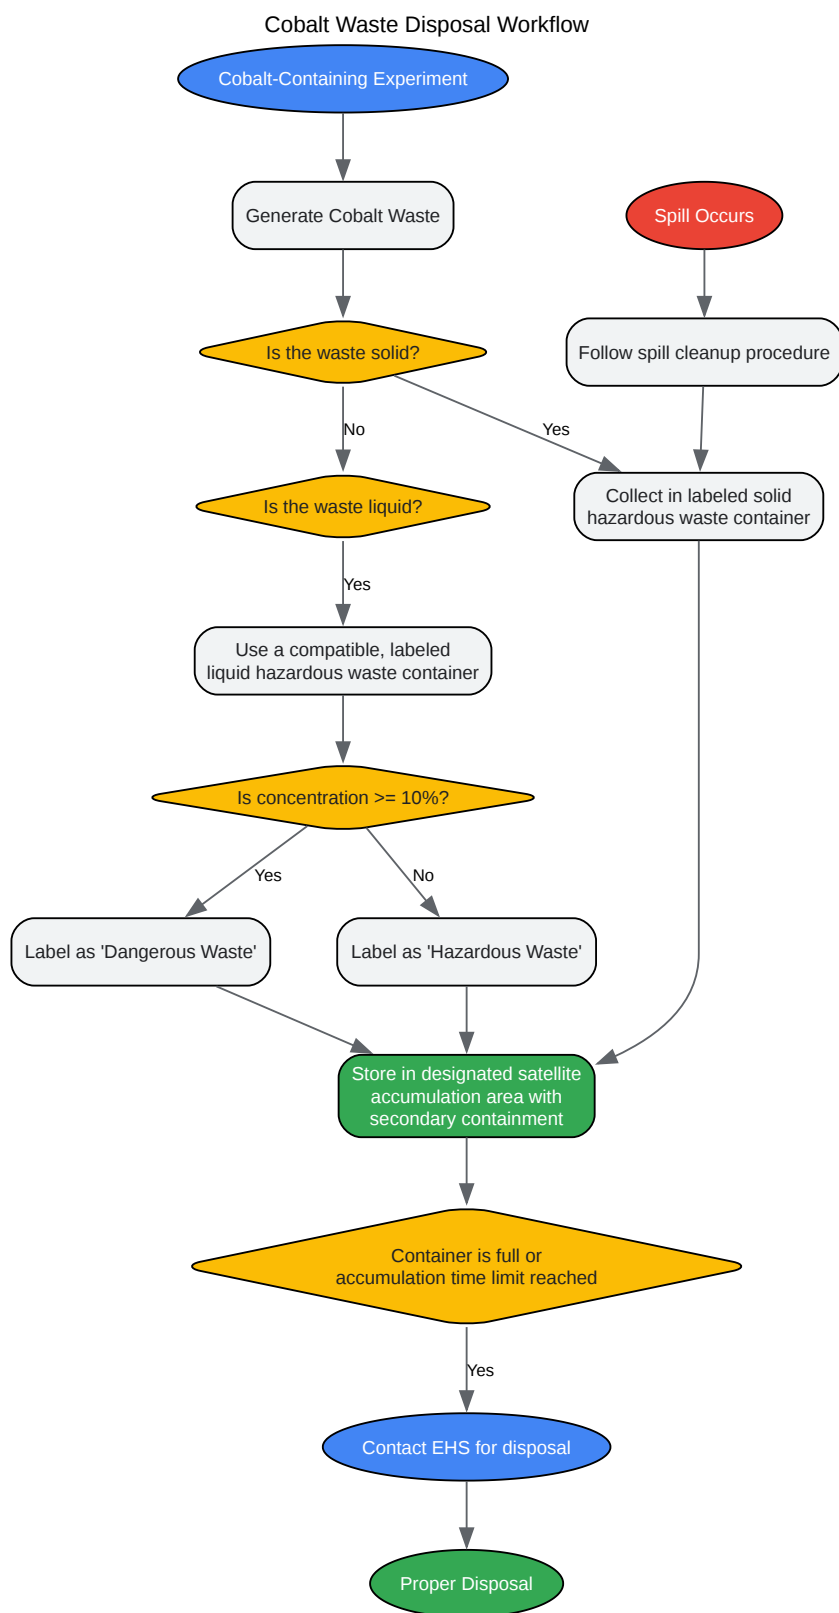 Cobalt Waste Disposal Workflow
Cobalt-Containing Experiment
Generate Cobalt Waste
Spill Occurs
Is the waste solid?
Follow spill cleanup procedure
No
Yes
Is the waste liquid?
Collect in labeled solid
hazardous waste container
Yes
Use a compatible, labeled
liquid hazardous waste container
Is concentration >= 10%?
Yes
No
Label as 'Dangerous Waste'
Label as 'Hazardous Waste'
Store in designated satellite
accumulation area with
secondary containment
Container is full or
accumulation time limit reached
Yes
Contact EHS for disposal
Proper Disposal